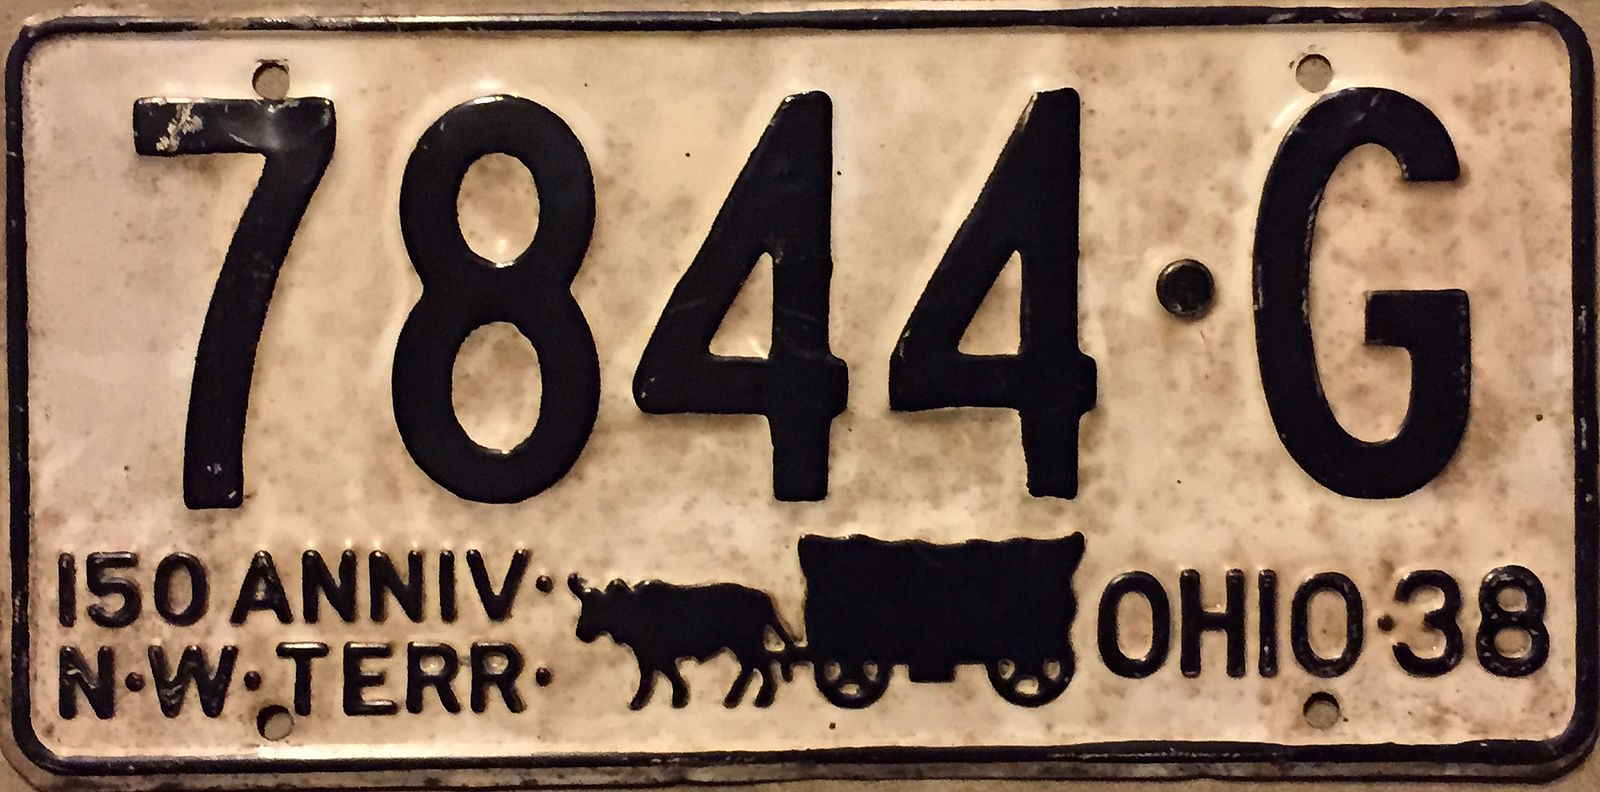 7844·G
150 ANNIV·
N·W·TERR·
OHIO·38